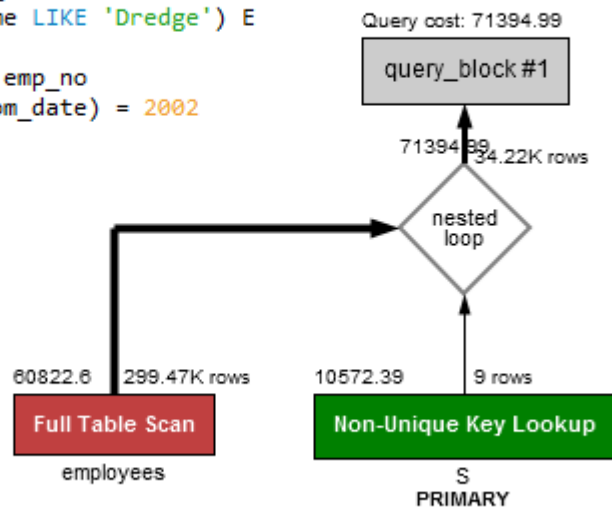 me LIKE 'Dredge') E
emp_no
om_date) = 2002
Query cost: 71394.99
query_block #1
71394.99
34.22K rows
nested
loop
60822.6
299.47K rows
10572.39
9 rows
Full Table Scan
Non-Unique Key Lookup
employees
S
PRIMARY